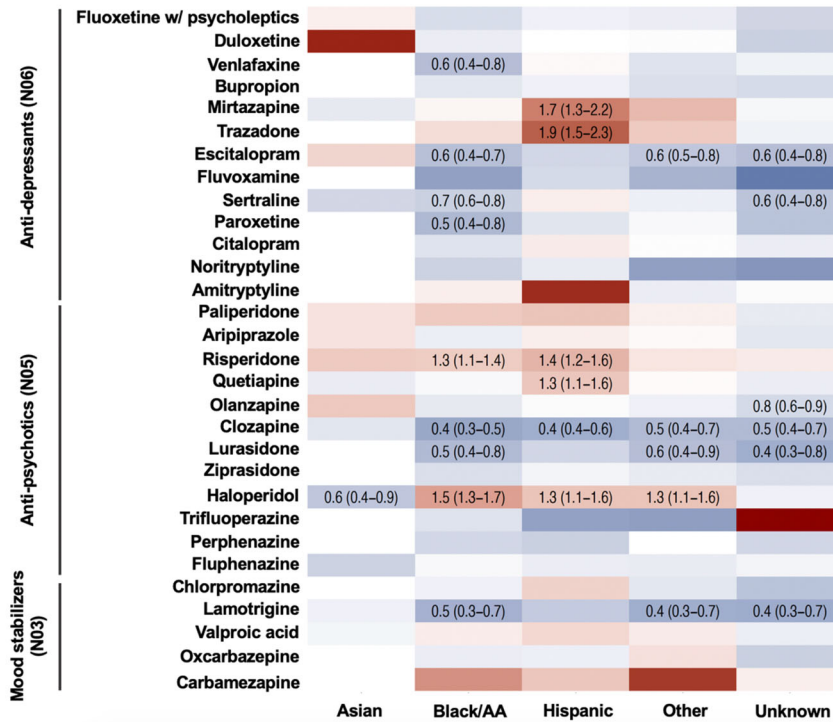 Anti-depressants (N06)
Fluoxetine w/ psycholeptics
Duloxetine
Venlafaxine 0.6 (0.4–0.8)
Bupropion
Mirtazapine 1.7 (1.3–2.2)
Trazadone 1.9 (1.5–2.3)
Escitalopram 0.6 (0.4–0.7) 0.6 (0.5–0.8) 0.6 (0.4–0.8)
Fluvoxamine
Sertraline 0.7 (0.6–0.8) 0.6 (0.4–0.8)
Paroxetine 0.5 (0.4–0.8)
Citalopram
Noritryptyline
Amitryptyline
Anti-psychotics (N05)
Paliperidone
Aripiprazole
Risperidone 1.3 (1.1–1.4) 1.4 (1.2–1.6)
Quetiapine 1.3 (1.1–1.6)
Olanzapine 0.8 (0.6–0.9)
Clozapine 0.4 (0.3–0.5) 0.4 (0.4–0.6) 0.5 (0.4–0.7) 0.5 (0.4–0.7)
Lurasidone 0.5 (0.4–0.8) 0.6 (0.4–0.9) 0.4 (0.3–0.8)
Ziprasidone
Haloperidol 0.6 (0.4–0.9) 1.5 (1.3–1.7) 1.3 (1.1–1.6) 1.3 (1.1–1.6)
Trifluoperazine
Perphenazine
Fluphenazine
Mood stabilizers
(N03)
Chlorpromazine
Lamotrigine 0.5 (0.3–0.7) 0.4 (0.3–0.7) 0.4 (0.3–0.7)
Valproic acid
Oxcarbazepine
Carbamezapine
Asian Black/AA Hispanic Other Unknown